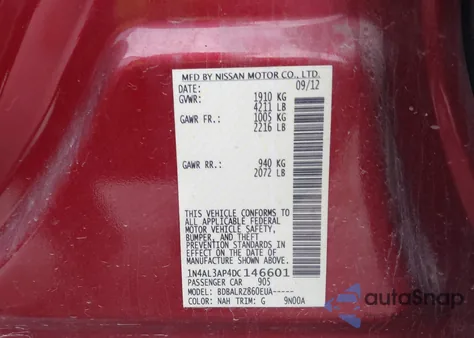 MFD BY NISSAN MOTOR CO., LTD.
DATE: 09/12
GVWR: 1910 KG
4211 LB
GAWR FR: 1005 KG
2216 LB
GAWR RR: 940 KG
2072 LB
THIS VEHICLE CONFORMS TO
ALL APPLICABLE FEDERAL
MOTOR VEHICLE SAFETY,
BUMPER, AND THEFT
PREVENTION STANDARDS IN
EFFECT ON THE DATE OF
MANUFACTURE SHOWN ABOVE.
1N4AL3AP4DC146601
PASSENGER CAR 905
MODEL: BDBALRZ860EUA-----
COLOR: NAH TRIM: G 9N00A
autoSnap